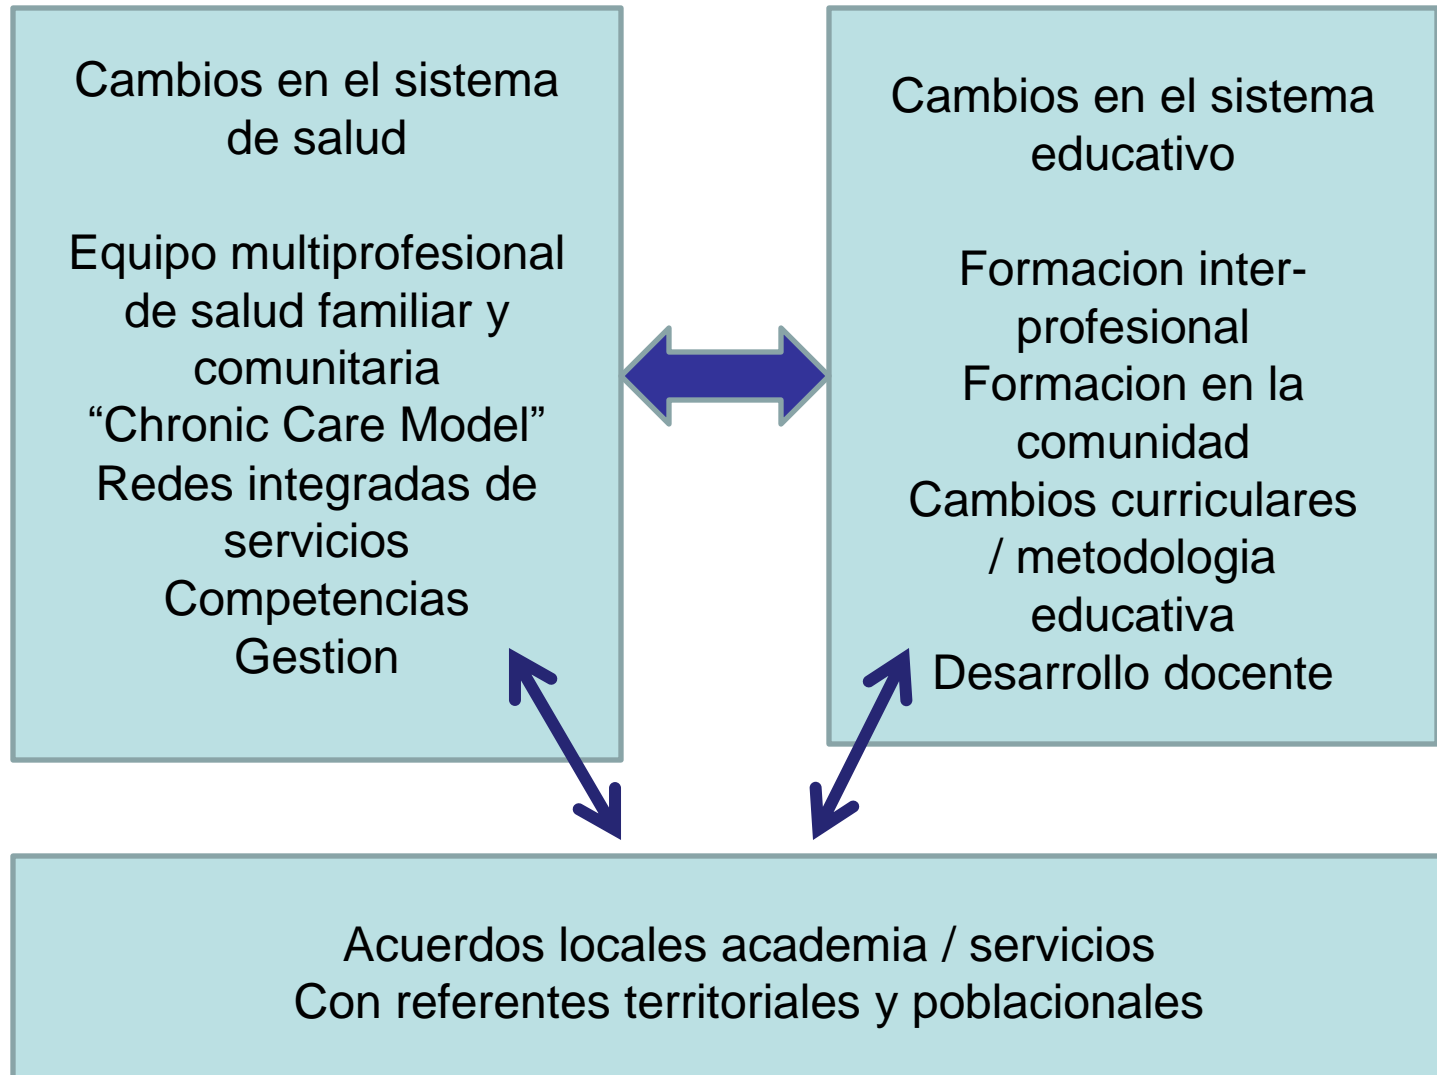 Cambios en el sistema
de salud
Equipo multiprofesional
de salud familiar y
comunitaria
“Chronic Care Model”
Redes integradas de
servicios
Competencias
Gestion
Cambios en el sistema
educativo
Formacion inter-
profesional
Formacion en la
comunidad
Cambios curriculares
/ metodologia
educativa
Desarrollo docente
Acuerdos locales academia / servicios
Con referentes territoriales y poblacionales